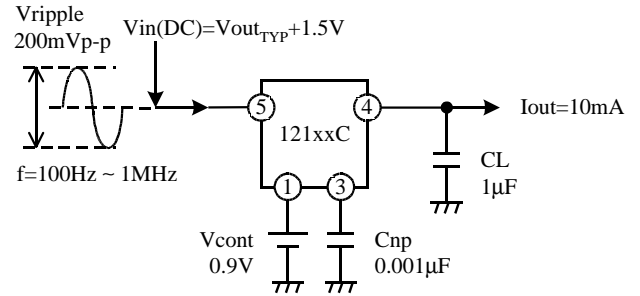 Vripple
200mVp-p
Vin(DC)=VoutTYP+1.5V
f=100Hz ~ 1MHz
5
4
121xxC
1
3
Iout=10mA
CL
1µF
Vcont
0.9V
Cnp
0.001µF